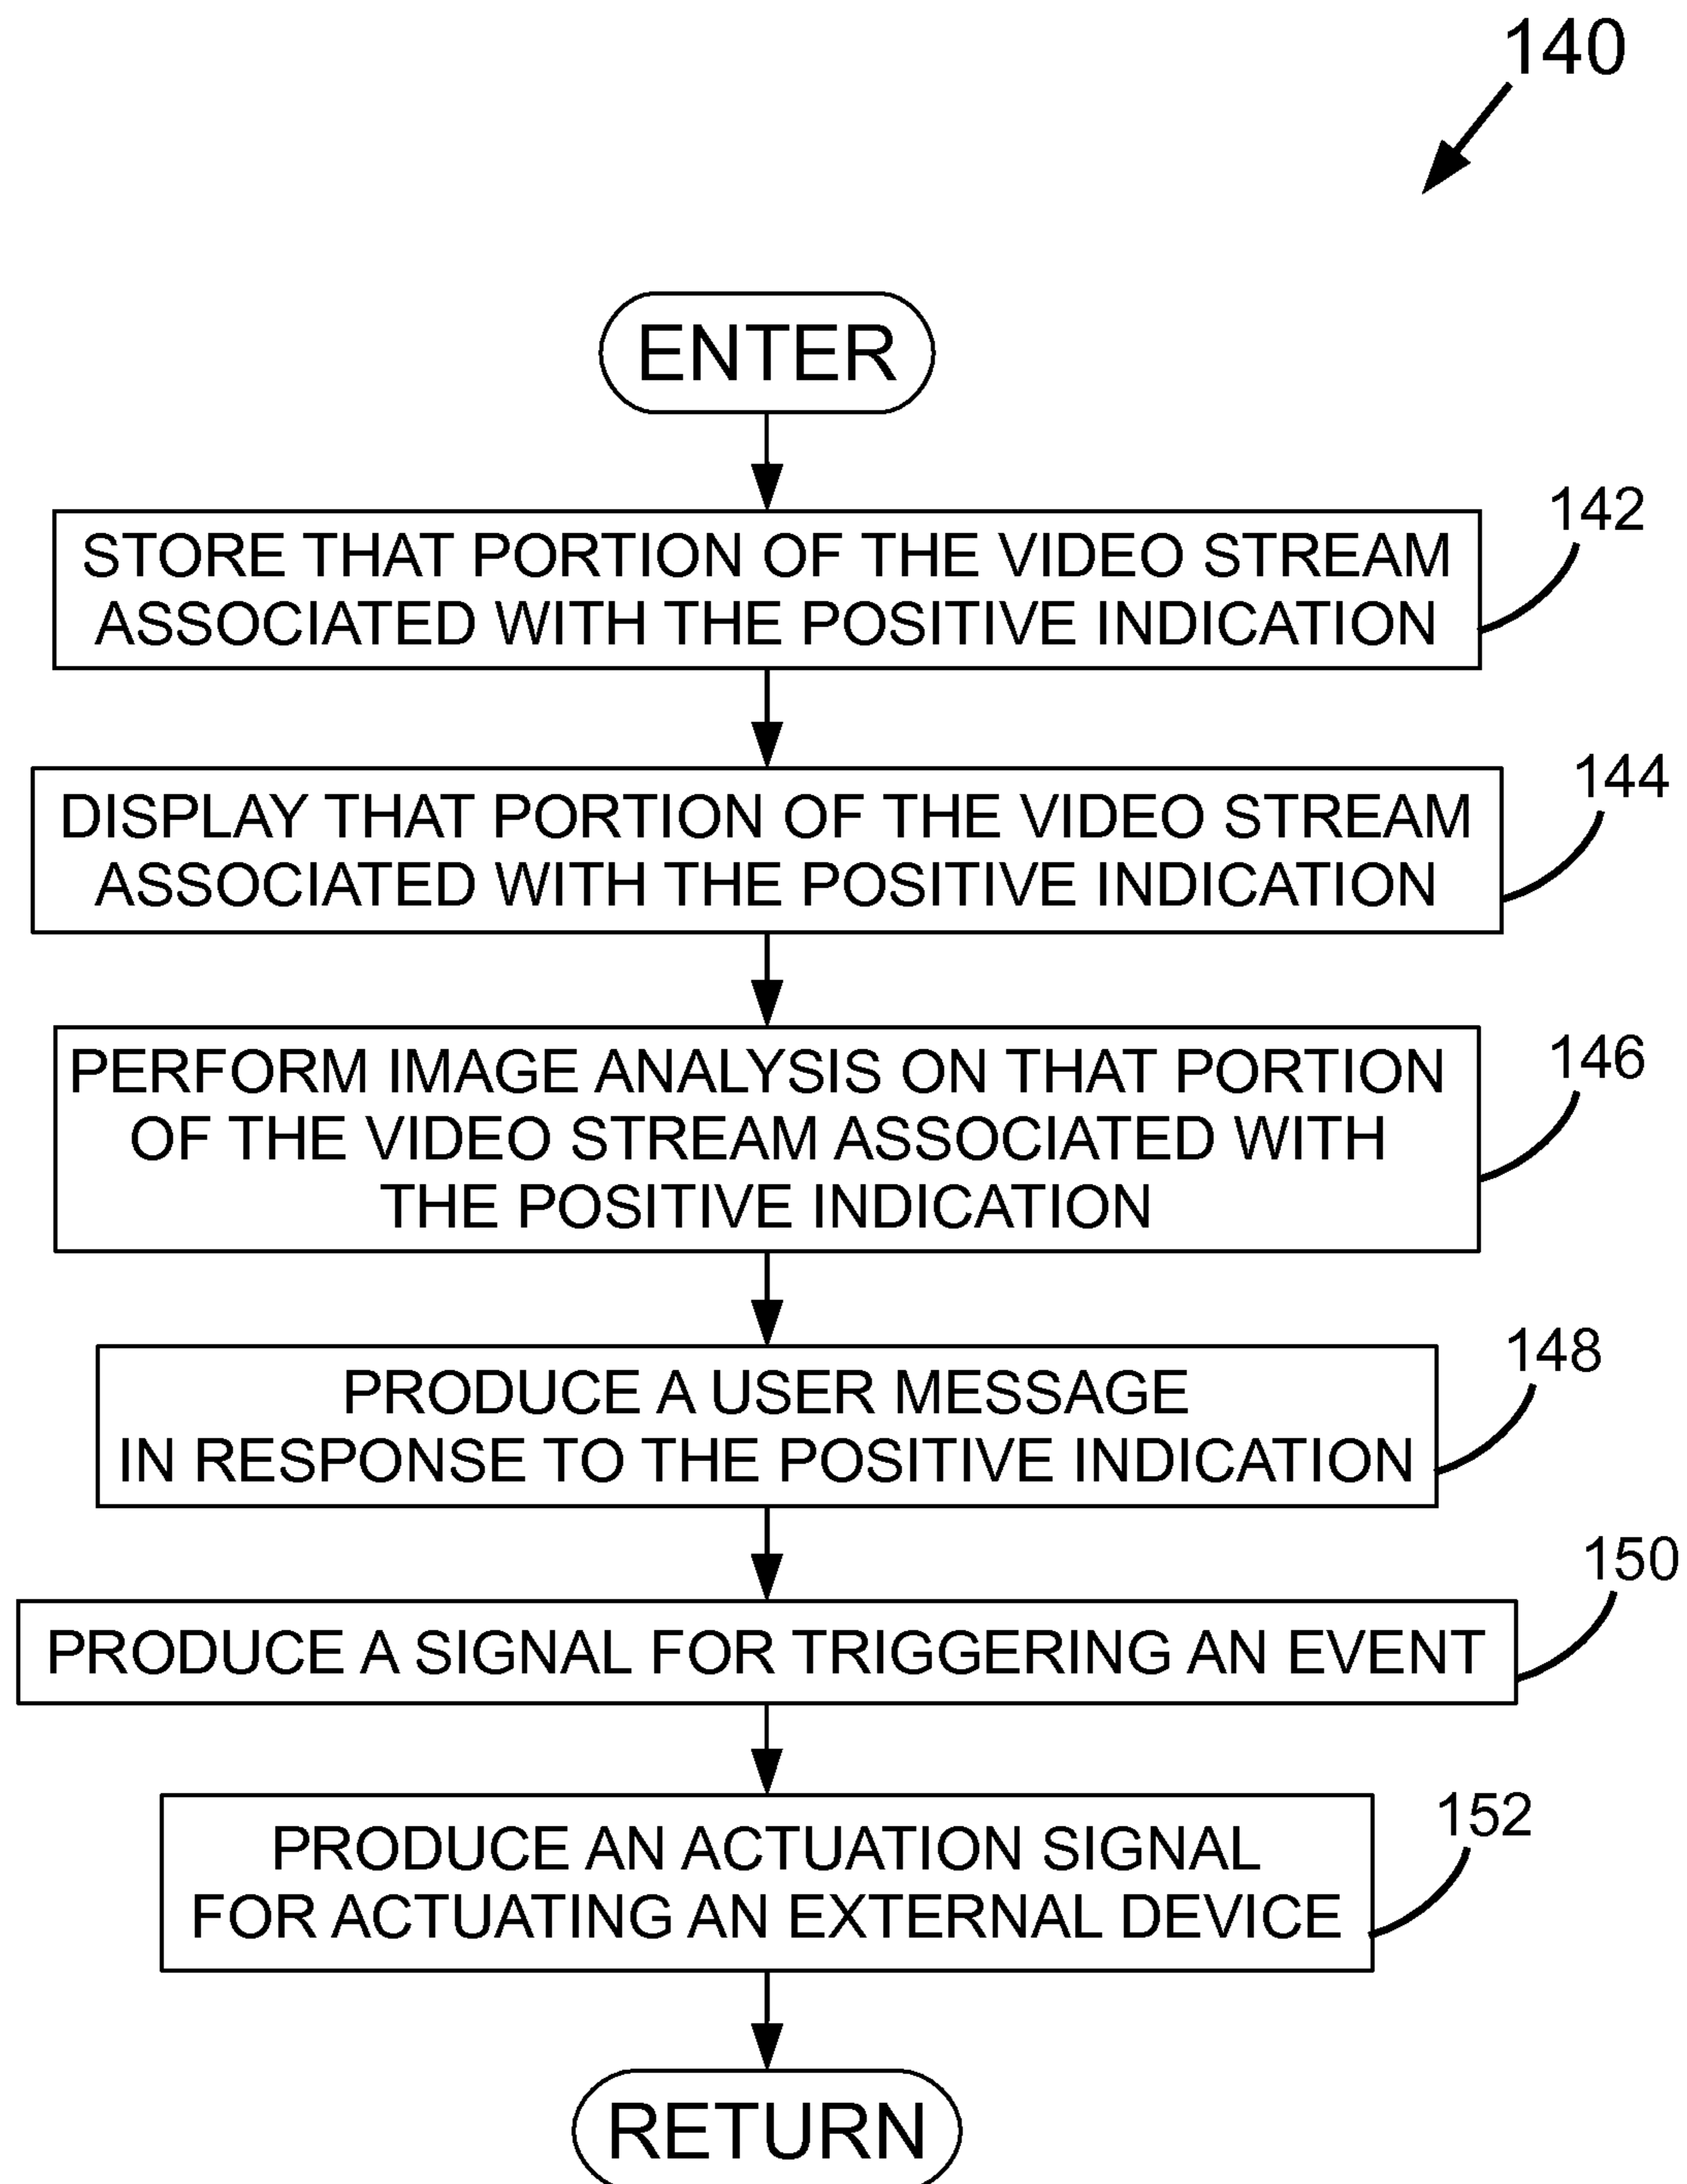 140
ENTER
142
STORE THAT PORTION OF THE VIDEO STREAM
ASSOCIATED WITH THE POSITIVE INDICATION
144
DISPLAY THAT PORTION OF THE VIDEO STREAM
ASSOCIATED WITH THE POSITIVE INDICATION
146
PERFORM IMAGE ANALYSIS ON THAT PORTION
OF THE VIDEO STREAM ASSOCIATED WITH
THE POSITIVE INDICATION
148
PRODUCE A USER MESSAGE
IN RESPONSE TO THE POSITIVE INDICATION
150
PRODUCE A SIGNAL FOR TRIGGERING AN EVENT
152
PRODUCE AN ACTUATION SIGNAL
FOR ACTUATING AN EXTERNAL DEVICE
RETURN